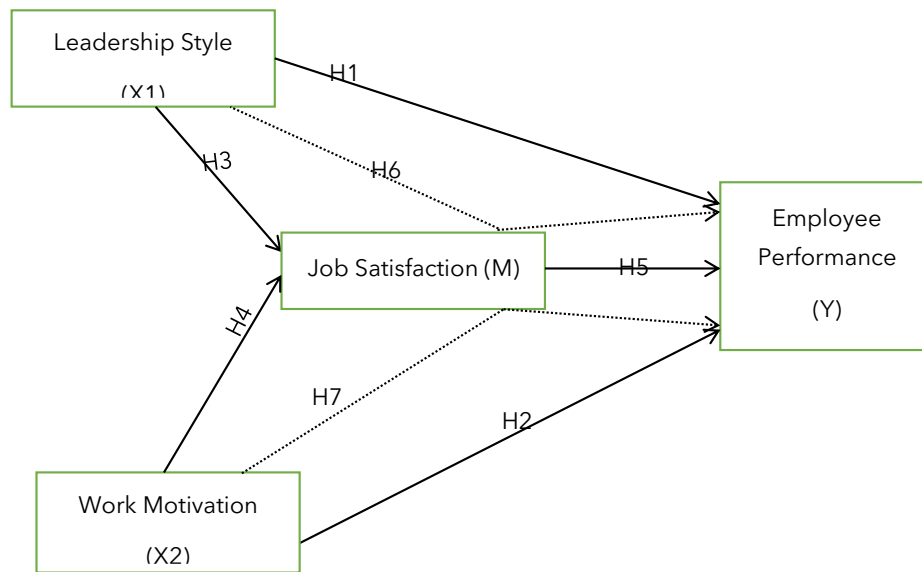 Leadership Style
(X1)
H1
H3
H6
Employee
Performance
(Y)
Job Satisfaction (M)
H5
H4
H7
H2
Work Motivation
(X2)